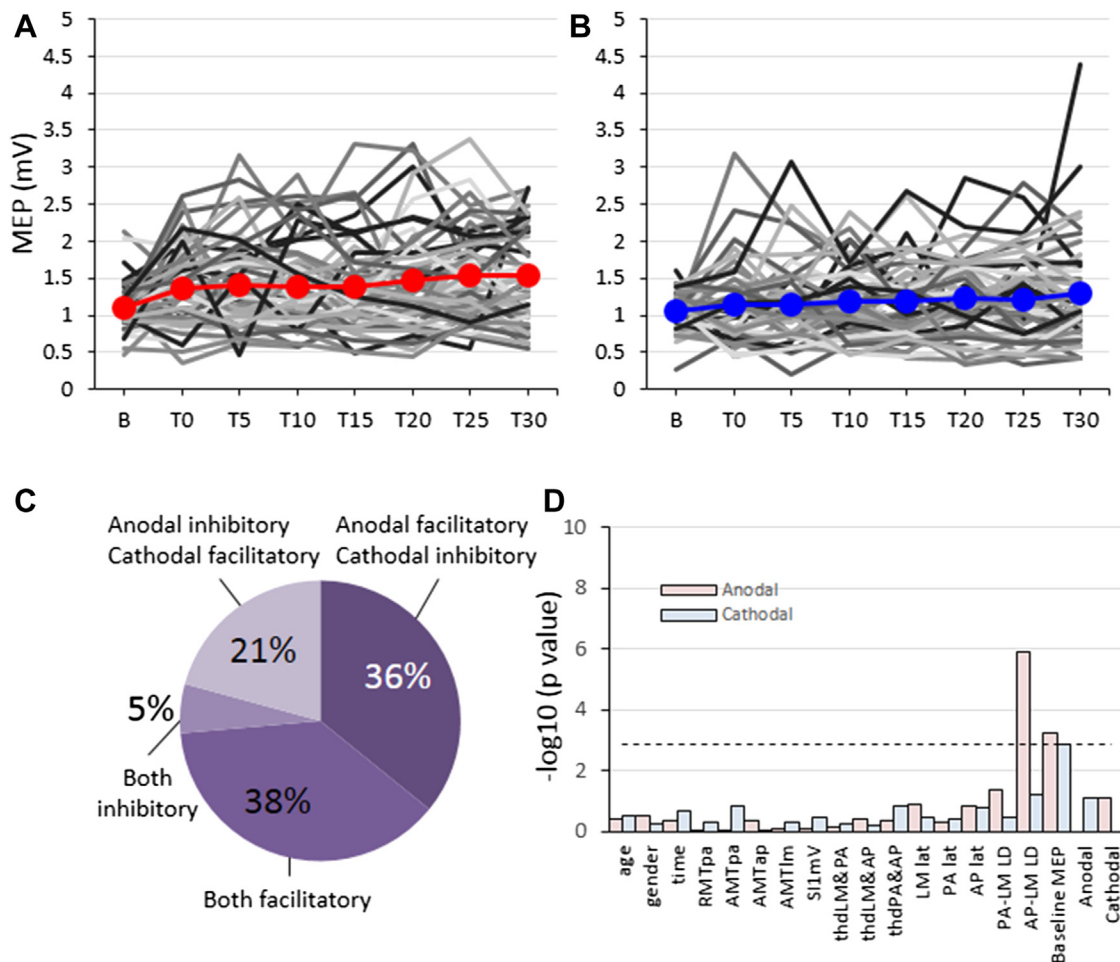 A
MEP (mV)
5
4.5
4
3.5
3
2.5
2
1.5
1
0.5
0
B T0 T5 T10 T15 T20 T25 T30
B
5
4.5
4
3.5
3
2.5
2
1.5
1
0.5
0
B T0 T5 T10 T15 T20 T25 T30
C
Anodal inhibitory
Cathodal facilitatory
Anodal facilitatory
Cathodal inhibitory
21%
36%
5%
Both
inhibitory
38%
Both facilitatory
D
-log10 (p value)
10
8
6
4
2
0
Anodal
Cathodal
age
gender
time
RMTpa
AMTpa
AMTap
AMTlm
SI1mV
thdLM&PA
thdLM&AP
thdPA&AP
LM lat
PA lat
AP lat
PA-LM LD
AP-LM LD
Baseline MEP
Anodal
Cathodal